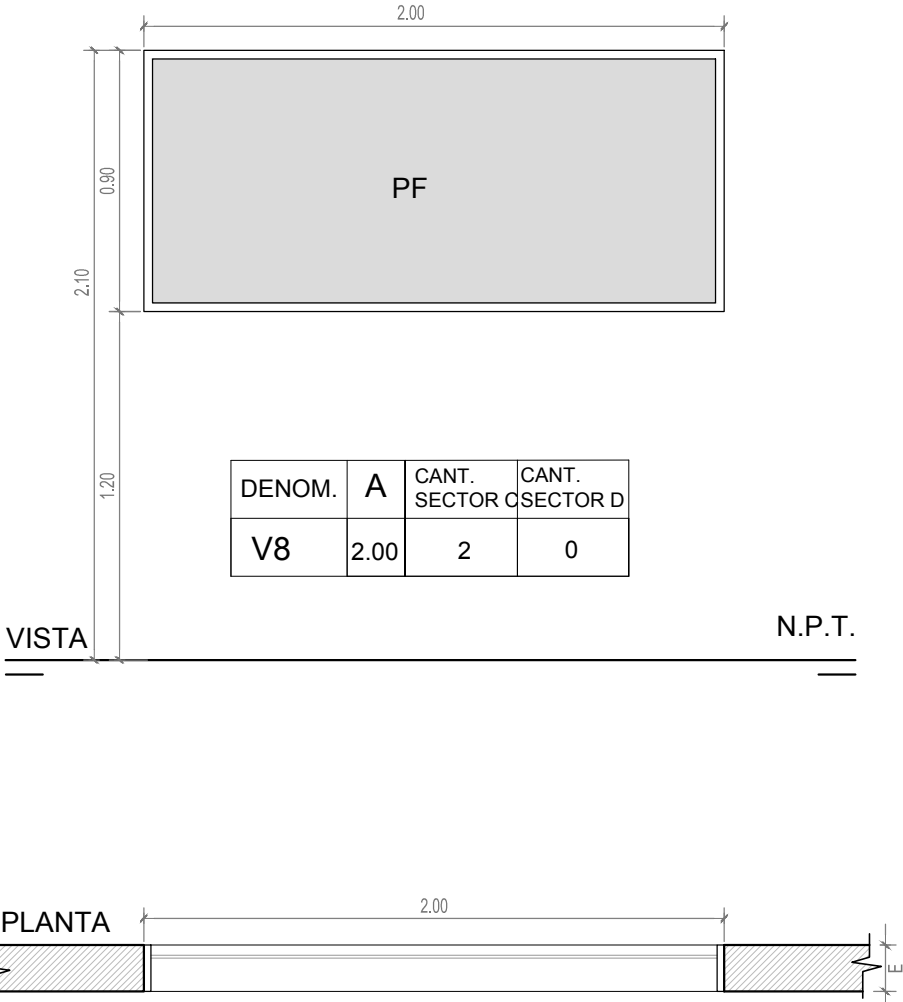 2.00
PF
0.90
2.10
1.20
DENOM. A CANT. SECTOR C CANT. SECTOR D
V8 2.00 2 0
VISTA
N.P.T.
PLANTA
2.00
E